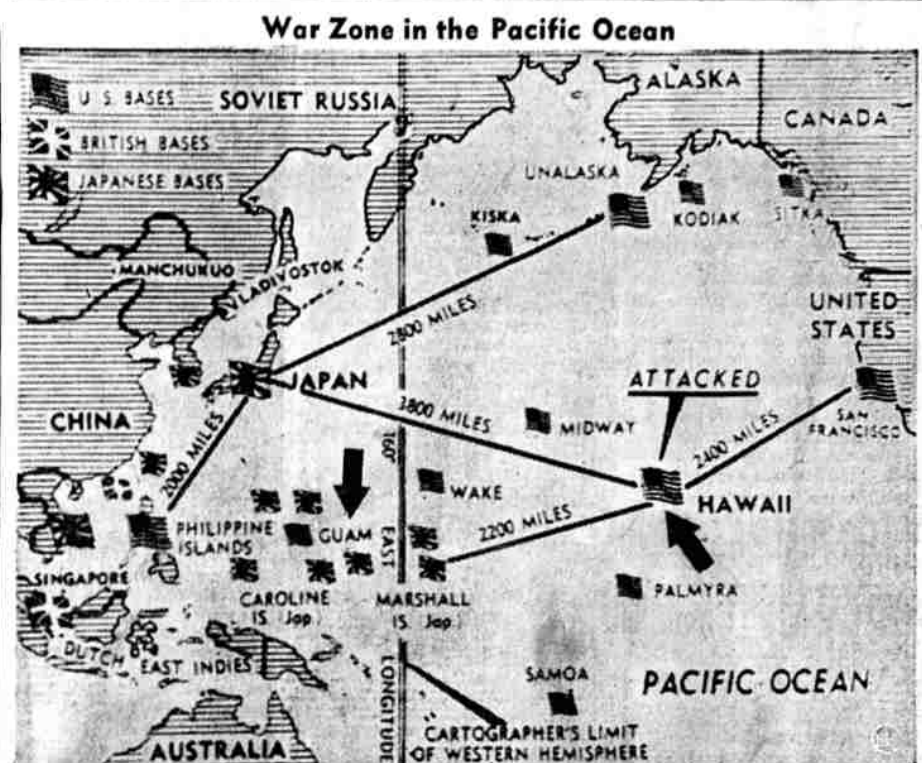 War Zone in the Pacific Ocean
U.S. BASES
BRITISH BASES
JAPANESE BASES
SOVIET RUSSIA
ALASKA
CANADA
UNALASKA
KISKA
KODIAK
SITKA
MANCHUKUO
VLADIVOSTOK
UNITED
STATES
2800 MILES
JAPAN
ATTACKED
CHINA
2000 MILES
3800 MILES
MIDWAY
2400 MILES
SAN
FRANCISCO
160°
EAST
LONGITUDE
WAKE
HAWAII
PHILIPPINE
ISLANDS
GUAM
2200 MILES
SINGAPORE
CAROLINE
IS. (Jap.)
MARSHALL
IS. (Jap.)
PALMYRA
DUTCH
EAST INDIES
SAMOA
PACIFIC OCEAN
CARTOGRAPHER'S LIMIT
OF WESTERN HEMISPHERE
AUSTRALIA